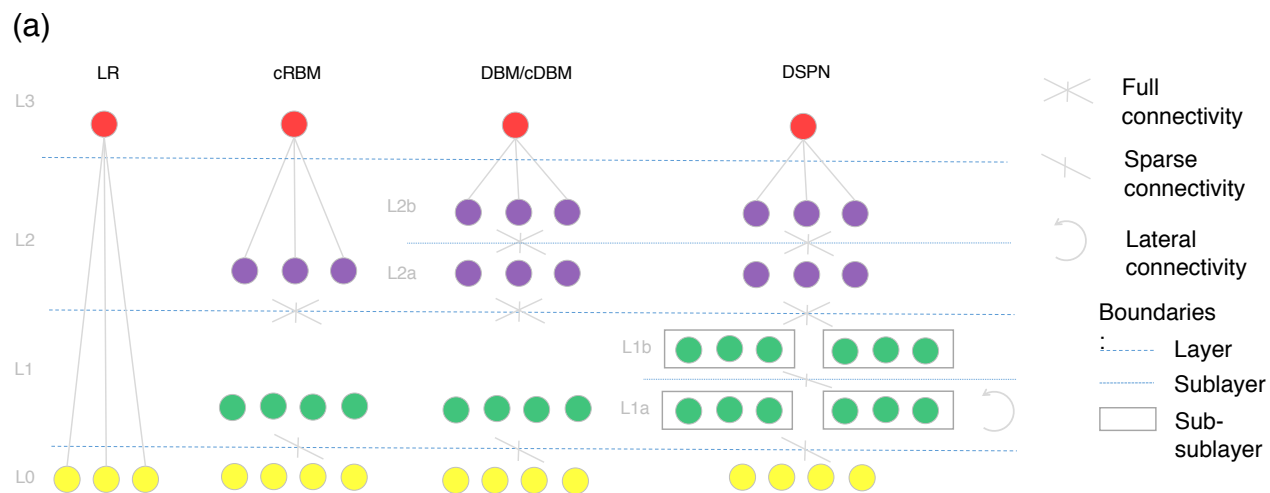 (a)
LR
cRBM
DBM/cDBM
DSPN
L3
L2b
L2
L2a
L1b
L1
L1a
L0
Full
connectivity
Sparse
connectivity
Lateral
connectivity
Boundaries
:
Layer
Sublayer
Sub-
sublayer